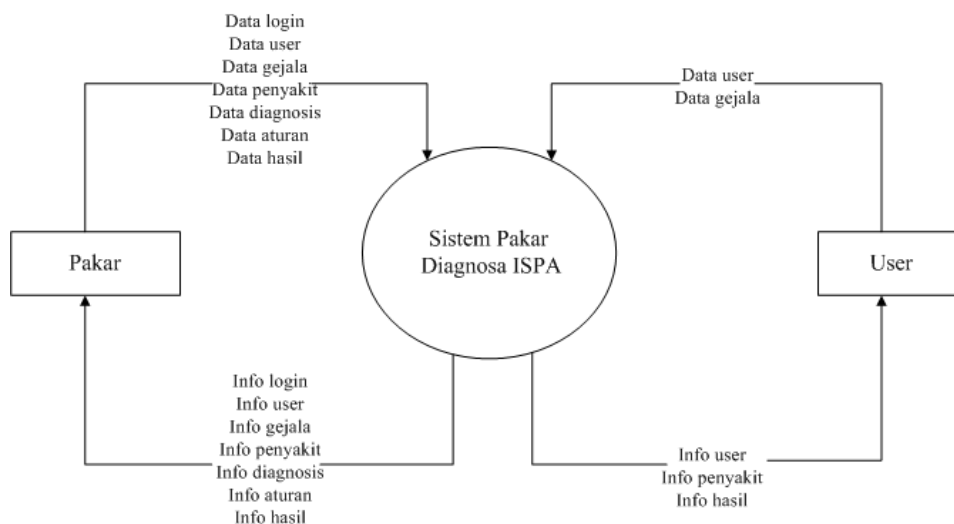 Data login
Data user
Data gejala
Data penyakit
Data diagnosis
Data aturan
Data hasil
Data user
Data gejala
Pakar
Sistem Pakar
Diagnosa ISPA
User
Info login
Info user
Info gejala
Info penyakit
Info diagnosis
Info aturan
Info hasil
Info user
Info penyakit
Info hasil